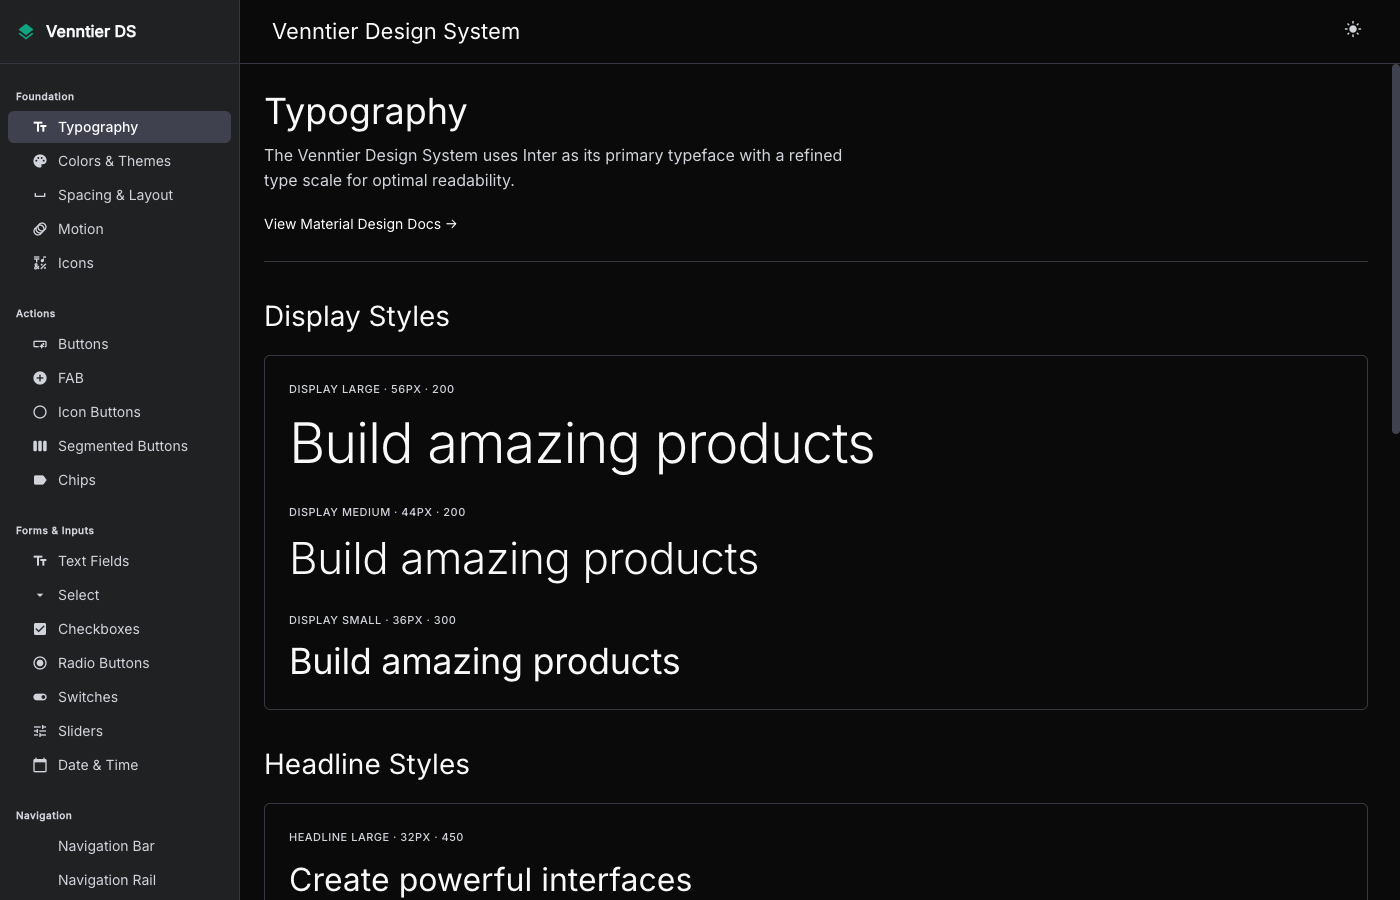 Venntier DS
Venntier Design System
Foundation
Typography
Colors & Themes
Spacing & Layout
Motion
Icons
Actions
Buttons
FAB
Icon Buttons
Segmented Buttons
Chips
Forms & Inputs
Text Fields
Select
Checkboxes
Radio Buttons
Switches
Sliders
Date & Time
Navigation
Navigation Bar
Navigation Rail
Typography
The Venntier Design System uses Inter as its primary typeface with a refined
type scale for optimal readability.
View Material Design Docs →
Display Styles
DISPLAY LARGE · 56PX · 200
Build amazing products
DISPLAY MEDIUM · 44PX · 200
Build amazing products
DISPLAY SMALL · 36PX · 300
Build amazing products
Headline Styles
HEADLINE LARGE · 32PX · 450
Create powerful interfaces